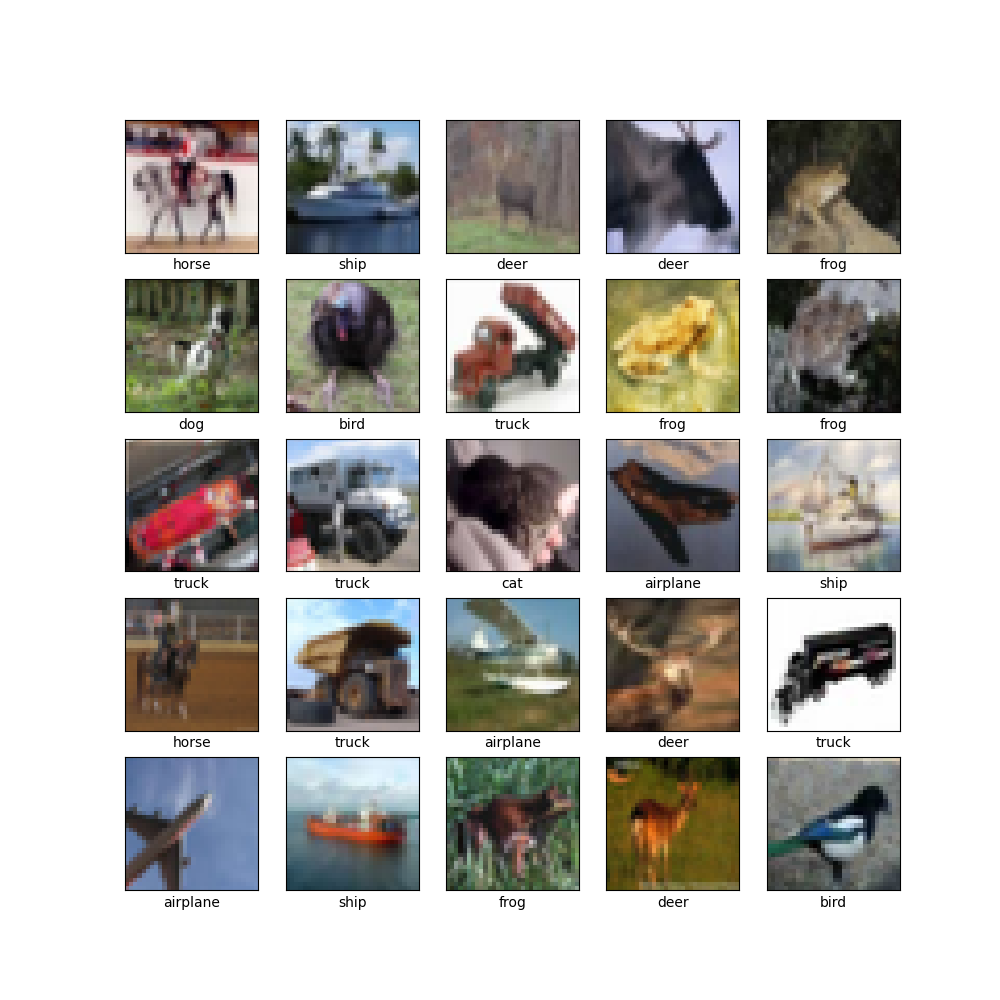 horse ship deer deer frog
dog bird truck frog frog
truck truck cat airplane ship
horse truck airplane deer truck
airplane ship frog deer bird